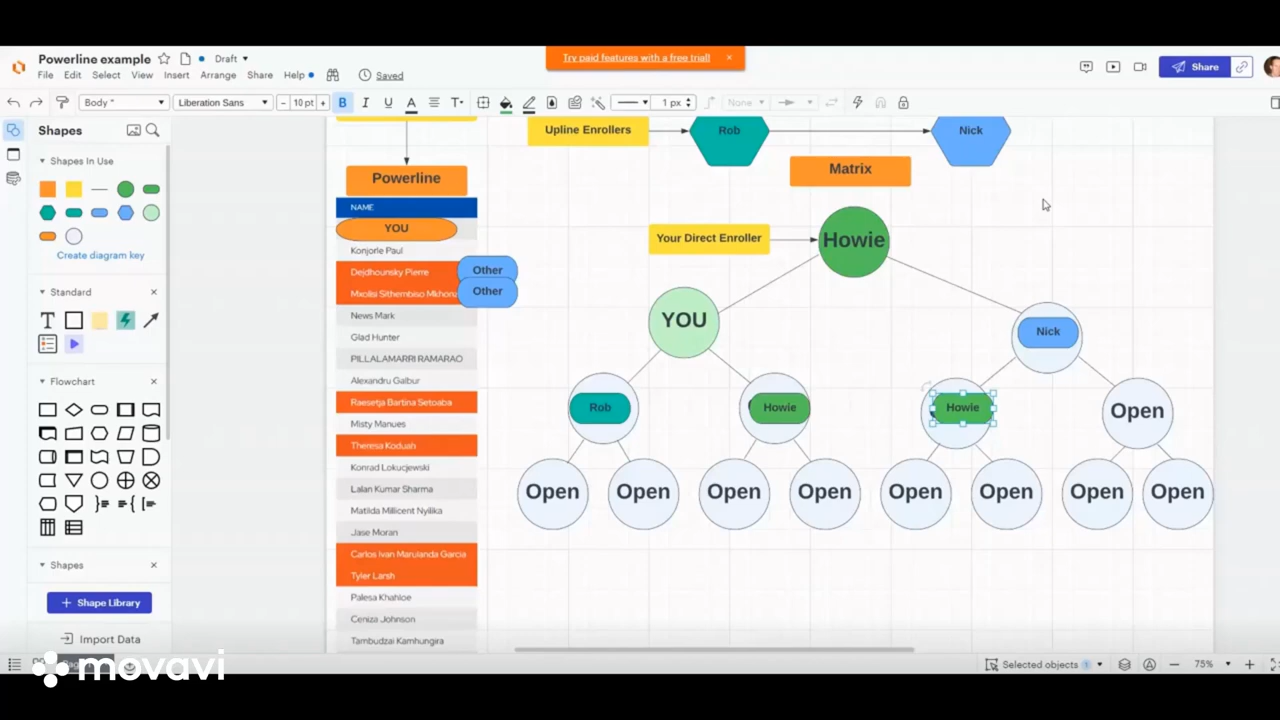 Powerline example
Draft
Try paid features with a free trial!
File Edit Select View Insert Arrange Share Help
Saved
Share
Body
Liberation Sans
10 pt
B I U A
T
1 px
None
Shapes
Shapes In Use
Create diagram key
Standard
T
Flowchart
Shapes
+ Shape Library
Import Data
Upline Enrollers
Rob
Nick
Matrix
Powerline
NAME
YOU
Konjorle Paul
Dejdhounsky Pierre
Other
Mxolisi Sithembiso Mkhonz
Other
News Mark
Glad Hunter
PILLALAMARRI RAMARAO
Alexandru Galbur
Raesetja Bartina Setoaba
Misty Manues
Theresa Koduah
Konrad Lokucjewski
Lalan Kumar Sharma
Matilda Millicent Nyilika
Jase Moran
Carlos Ivan Marulanda Garcia
Tyler Larsh
Palesa Khahloe
Ceniza Johnson
Tambudzai Kamhungira
Your Direct Enroller
Howie
YOU
Nick
Rob
Howie
Howie
Open
Open
Open
Open
Open
Open
Open
Open
Open
movavi
Selected objects 1
75%